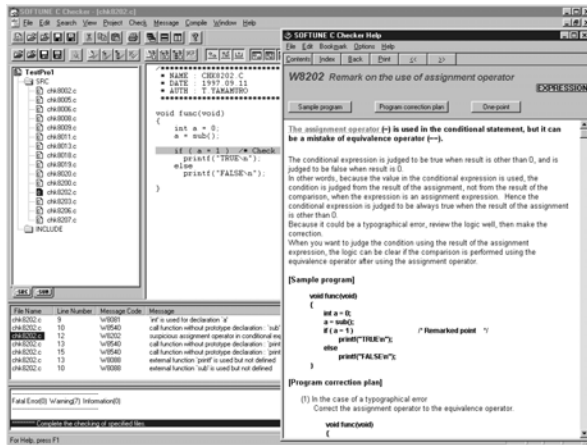 SOFTUNE C Checker - [chk8202.c]
File Edit Search View Project Check Message Compile Window Help
TestPro1
SRC
chk0002.c
chk0005.c
chk0006.c
chk0008.c
chk8009.c
chk0011.c
chk8013.c
chk8018.c
chk8019.c
chk8020.c
chk8200.c
chk8202.c
chk8203.c
chk8206.c
chk8207.c
INCLUDE
/************************
* NAME : CHK8202.C
* DATE : 1997.09.11
* AUTH : T.YAMAMURO
************************
void func(void)
{
int a = 0;
a = sub();
if ( a = 1 ) /* Check
printf("TRUE\n");
else
printf("FALSE\n");
}
src sum
File Name Line Number Message Code Message
chk8202.c 9 W8081 'int' is used for declaration 'a'
chk8202.c 10 W8540 call function without prototype declaration : 'sub'
chk8202.c 12 W8202 suspicious assignment operator in conditional exp
chk8202.c 13 W8540 call function without prototype declaration : 'print
chk8202.c 15 W8540 call function without prototype declaration : 'print
chk8202.c 13 W8088 external function 'printf' is used but not defined
chk8202.c 10 W8088 external function 'sub' is used but not defined
Fatal Error(0) Warning(7) Information(0)
Complete the checking of specified files
For Help, press F1
SOFTUNE C Checker Help
File Edit Bookmark Options Help
Contents Index Back Print << >>
W8202 Remark on the use of assignment operator
EXPRESSION
Sample program Program correction plan One-point
The assignment operator (=) is used in the conditional statement, but it can
be a mistake of equivalence operator (==).
The conditional expression is judged to be true when result is other than 0, and is
judged to be false when result is 0.
In other words, because the value in the conditional expression is used, the
condition is judged from the result of the assignment, not from the result of the
comparison, when the expression is an assignment expression. Hence the
conditional expression is judged to be always true when the result of the assignment
is other than 0.
Because it could be a typographical error, review the logic well, then make the
correction.
When you want to judge the condition using the result of the assignment
expression, the logic can be clear if the comparison is performed using the
equivalence operator after using the assignment operator.
[Sample program]
void func(void)
{
int a = 0;
a = sub();
if ( a = 1 ) /* Remarked point */
printf("TRUE\n");
else
printf("FALSE\n");
}
[Program correction plan]
(1) In the case of a typographical error
Correct the assignment operator to the equivalence operator.
void func(void)
{